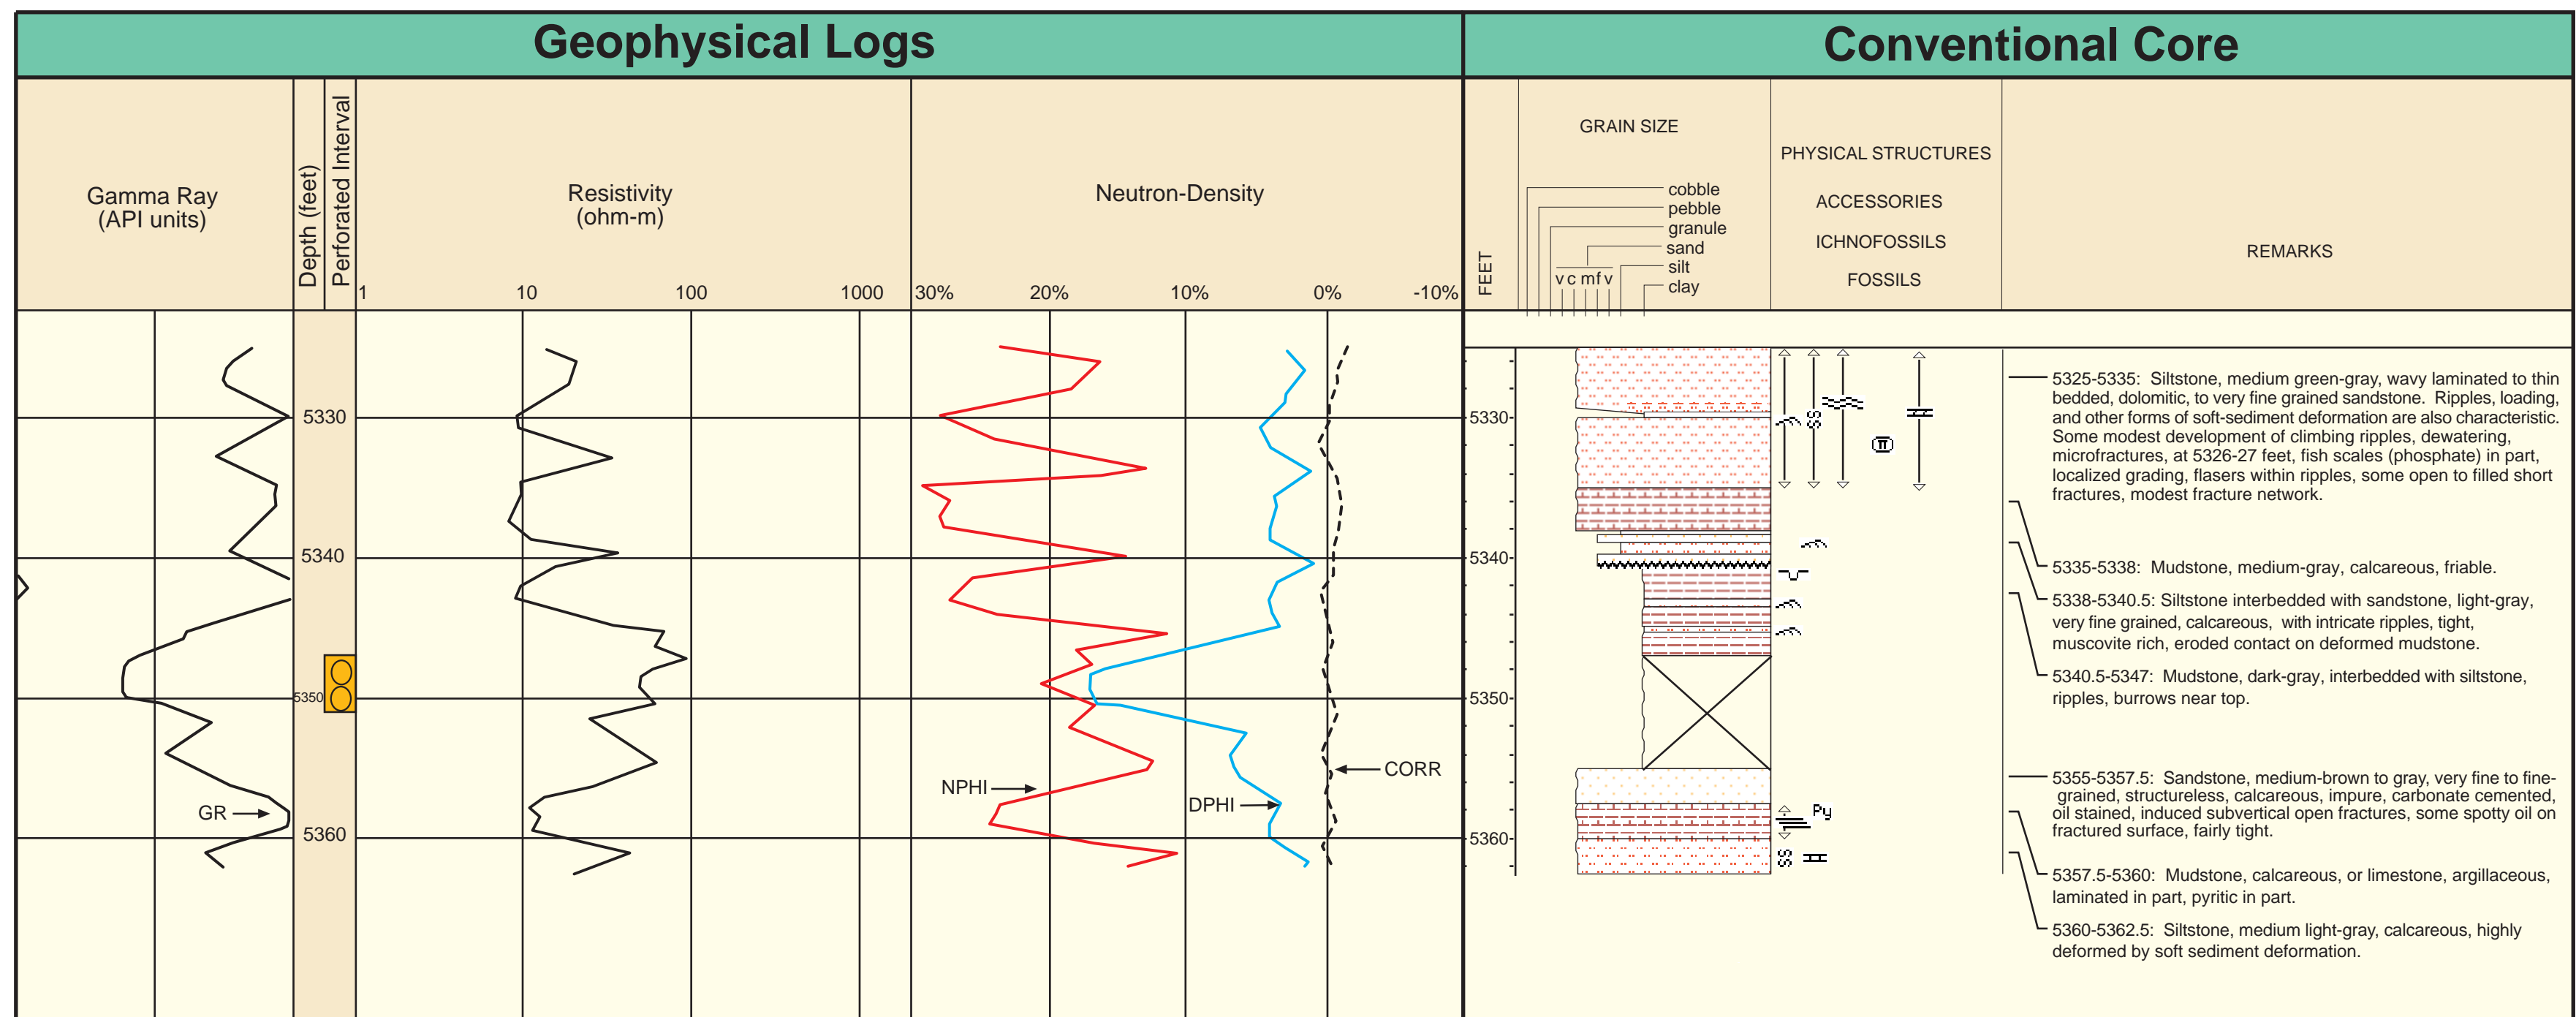 Geophysical Logs
Conventional Core
Gamma Ray
(API units)
Depth (feet)
Perforated Interval
Resistivity
(ohm-m)
1
10
100
1000
Neutron-Density
30%
20%
10%
0%
-10%
FEET
GRAIN SIZE
cobble
pebble
granule
sand
silt
v c m f v
clay
PHYSICAL STRUCTURES
ACCESSORIES
ICHNOFOSSILS
FOSSILS
REMARKS
5330
5340
5350
5360
GR
NPHI
DPHI
CORR
5330
5340
5350
5360
SS
π
Py
SS
5325-5335: Siltstone, medium green-gray, wavy laminated to thin
bedded, dolomitic, to very fine grained sandstone. Ripples, loading,
and other forms of soft-sediment deformation are also characteristic.
Some modest development of climbing ripples, dewatering,
microfractures, at 5326-27 feet, fish scales (phosphate) in part,
localized grading, flasers within ripples, some open to filled short
fractures, modest fracture network.
5335-5338: Mudstone, medium-gray, calcareous, friable.
5338-5340.5: Siltstone interbedded with sandstone, light-gray,
very fine grained, calcareous, with intricate ripples, tight,
muscovite rich, eroded contact on deformed mudstone.
5340.5-5347: Mudstone, dark-gray, interbedded with siltstone,
ripples, burrows near top.
5355-5357.5: Sandstone, medium-brown to gray, very fine to fine-
grained, structureless, calcareous, impure, carbonate cemented,
oil stained, induced subvertical open fractures, some spotty oil on
fractured surface, fairly tight.
5357.5-5360: Mudstone, calcareous, or limestone, argillaceous,
laminated in part, pyritic in part.
5360-5362.5: Siltstone, medium light-gray, calcareous, highly
deformed by soft sediment deformation.